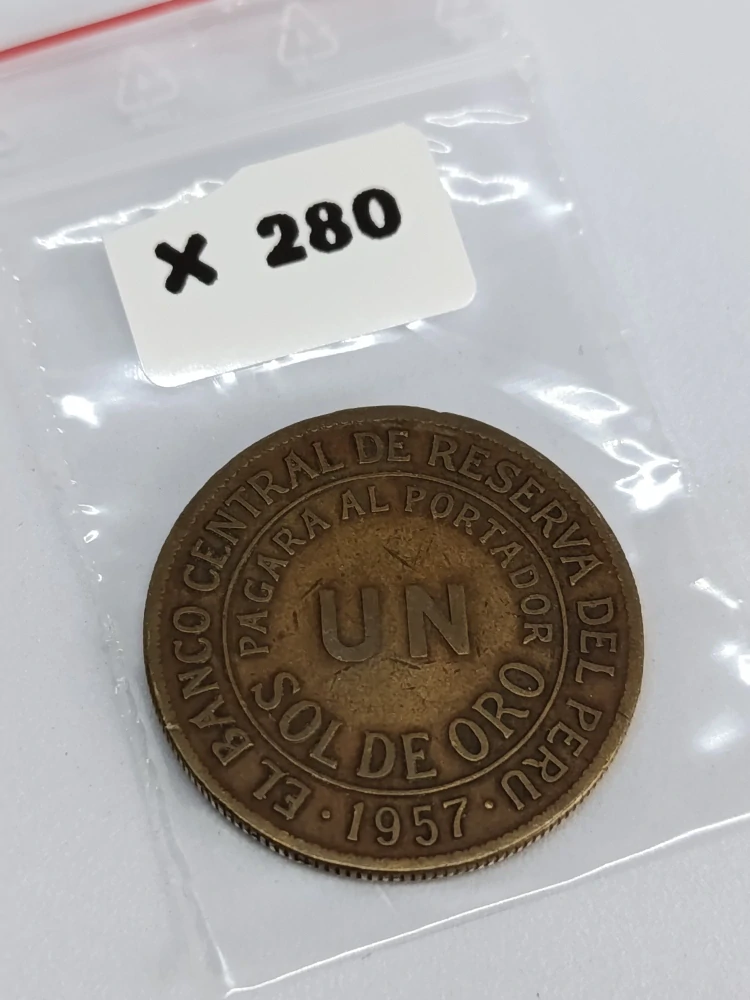 X 280
EL BANCO CENTRAL DE RESERVA DEL PERU
PAGARA AL PORTADOR
UN
SOL DE ORO
· 1957 ·